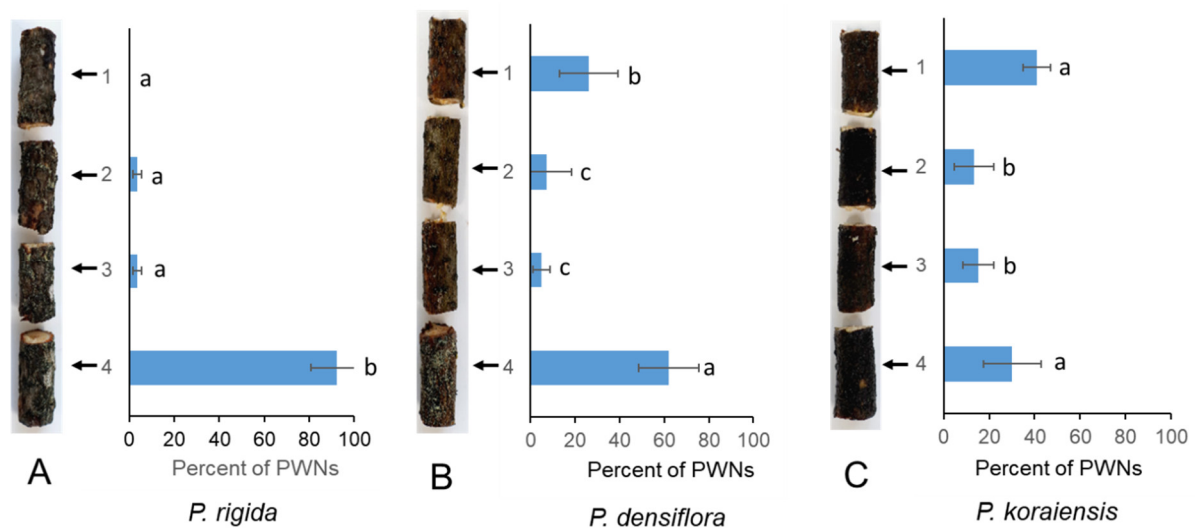 1 a
2 a
3 a
4 b
0 20 40 60 80 100
Percent of PWNs
A
P. rigida
1 b
2 c
3 c
4 a
0 20 40 60 80 100
Percent of PWNs
B
P. densiflora
1 a
2 b
3 b
4 a
0 20 40 60 80 100
Percent of PWNs
C
P. koraiensis